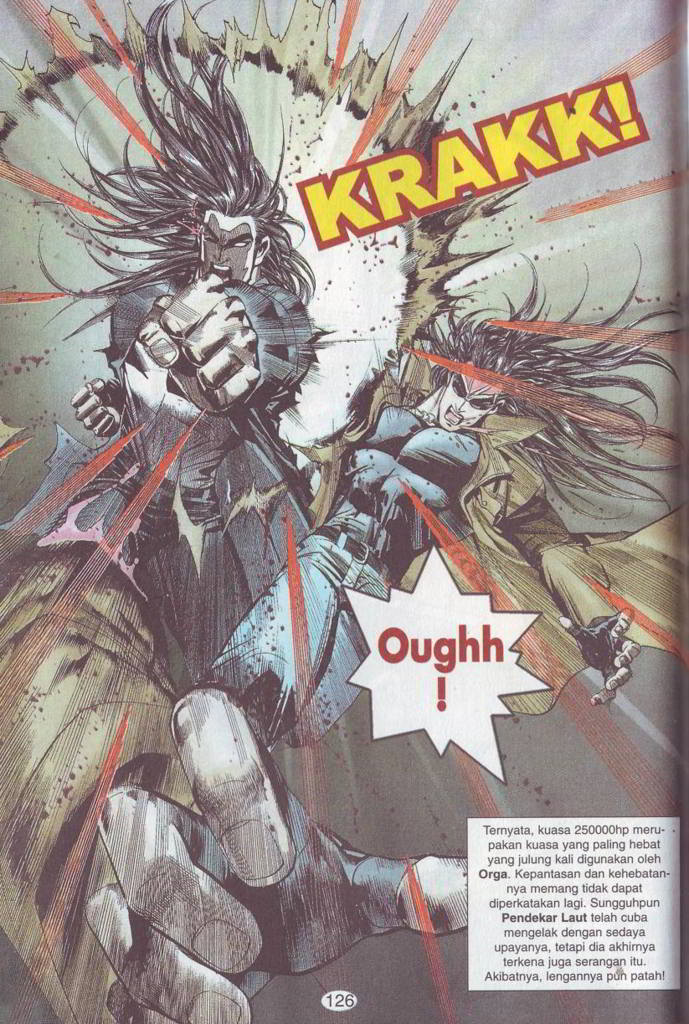 KRAKK!
Oughh
!
Ternyata, kuasa 250000hp meru-
pakan kuasa yang paling hebat
yang julung kali digunakan oleh
Orga. Kepantasan dan kehebatan-
nya memang tidak dapat
diperkatakan lagi. Sungguhpun
Pendekar Laut telah cuba
mengelak dengan sedaya
upayanya, tetapi dia akhirnya
terkena juga serangan itu.
Akibatnya, lengannya pun patah!
126